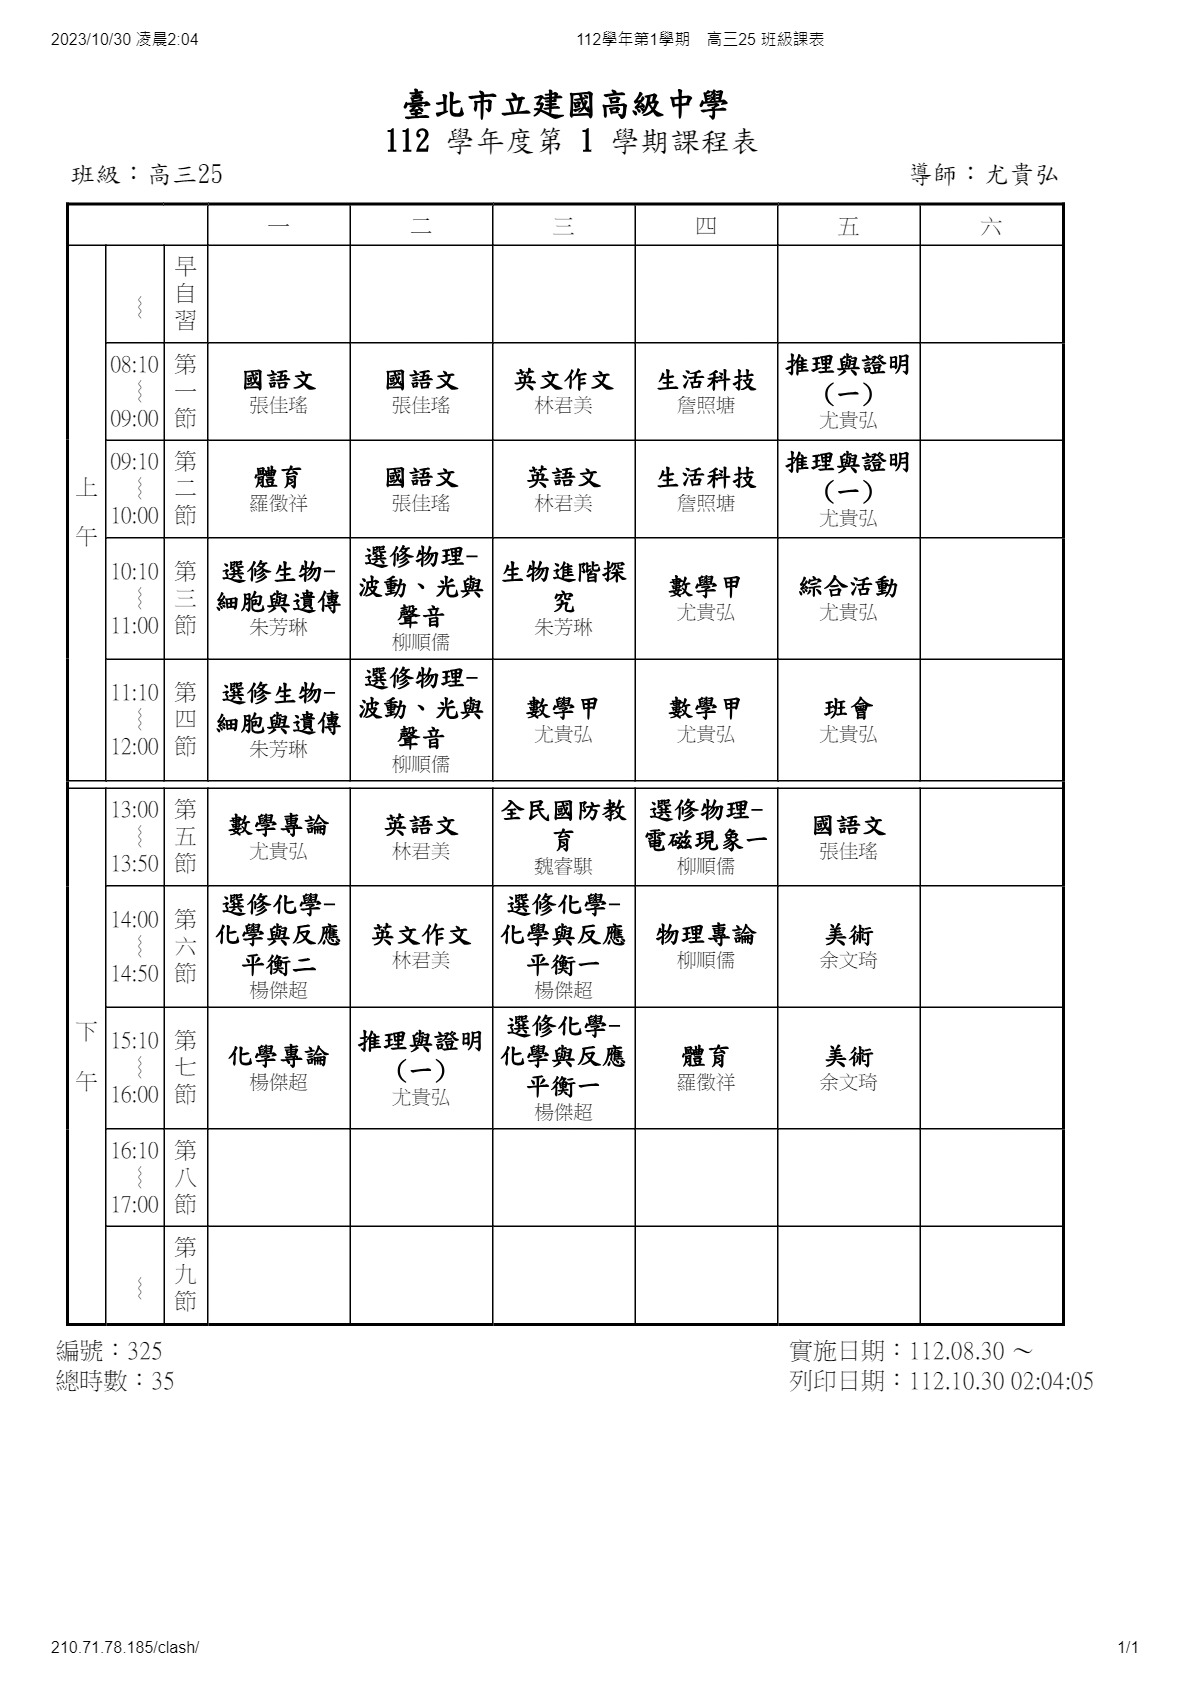 2023/10/30 凌晨2:04
112學年第1學期　高三25 班級課表
臺北市立建國高級中學
112 學年度第 1 學期課程表
班級：高三25
導師：尤貴弘
一 二 三 四 五 六
上午
～
早自習
08:10
～
09:00
第一節
國語文
張佳瑤
國語文
張佳瑤
英文作文
林君美
生活科技
詹照塘
推理與證明
（一）
尤貴弘
09:10
～
10:00
第二節
體育
羅徵祥
國語文
張佳瑤
英語文
林君美
生活科技
詹照塘
推理與證明
（一）
尤貴弘
10:10
～
11:00
第三節
選修生物-
細胞與遺傳
朱芳琳
選修物理-
波動、光與
聲音
柳順儒
生物進階探
究
朱芳琳
數學甲
尤貴弘
綜合活動
尤貴弘
11:10
～
12:00
第四節
選修生物-
細胞與遺傳
朱芳琳
選修物理-
波動、光與
聲音
柳順儒
數學甲
尤貴弘
數學甲
尤貴弘
班會
尤貴弘
下午
13:00
～
13:50
第五節
數學專論
尤貴弘
英語文
林君美
全民國防教
育
魏睿騏
選修物理-
電磁現象一
柳順儒
國語文
張佳瑤
14:00
～
14:50
第六節
選修化學-
化學與反應
平衡二
楊傑超
英文作文
林君美
選修化學-
化學與反應
平衡一
楊傑超
物理專論
柳順儒
美術
余文琦
15:10
～
16:00
第七節
化學專論
楊傑超
推理與證明
（一）
尤貴弘
選修化學-
化學與反應
平衡一
楊傑超
體育
羅徵祥
美術
余文琦
16:10
～
17:00
第八節
～
第九節
編號：325
實施日期：112.08.30 ～
總時數：35
列印日期：112.10.30 02:04:05
210.71.78.185/clash/
1/1